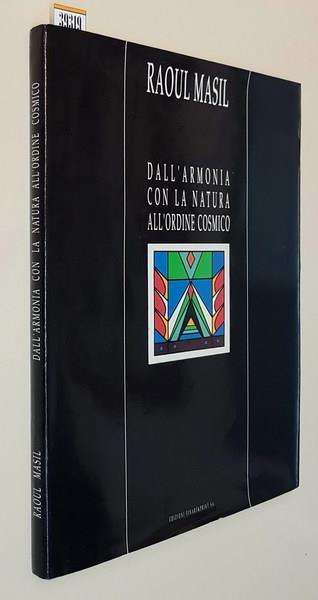 39319
RAOUL MASIL
DALL'ARMONIA
CON LA NATURA
ALL'ORDINE COSMICO
RAOUL MASIL DALL'ARMONIA CON LA NATURA ALL'ORDINE COSMICO